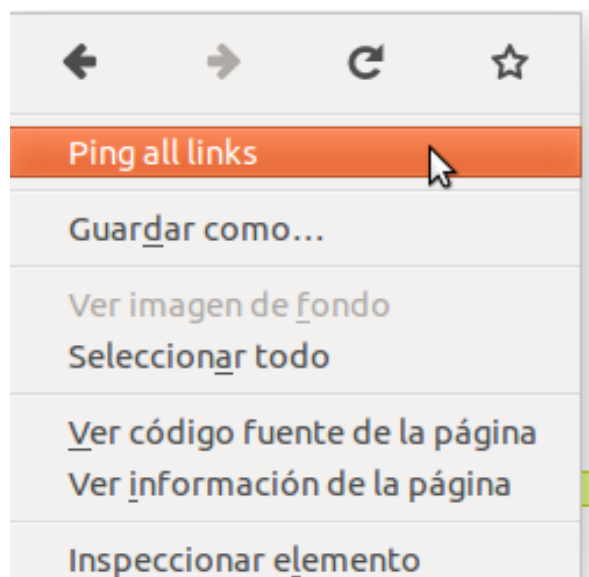 Ping all links
Guardar como...
Ver imagen de fondo
Seleccionar todo
Ver código fuente de la página
Ver información de la página
Inspeccionar elemento